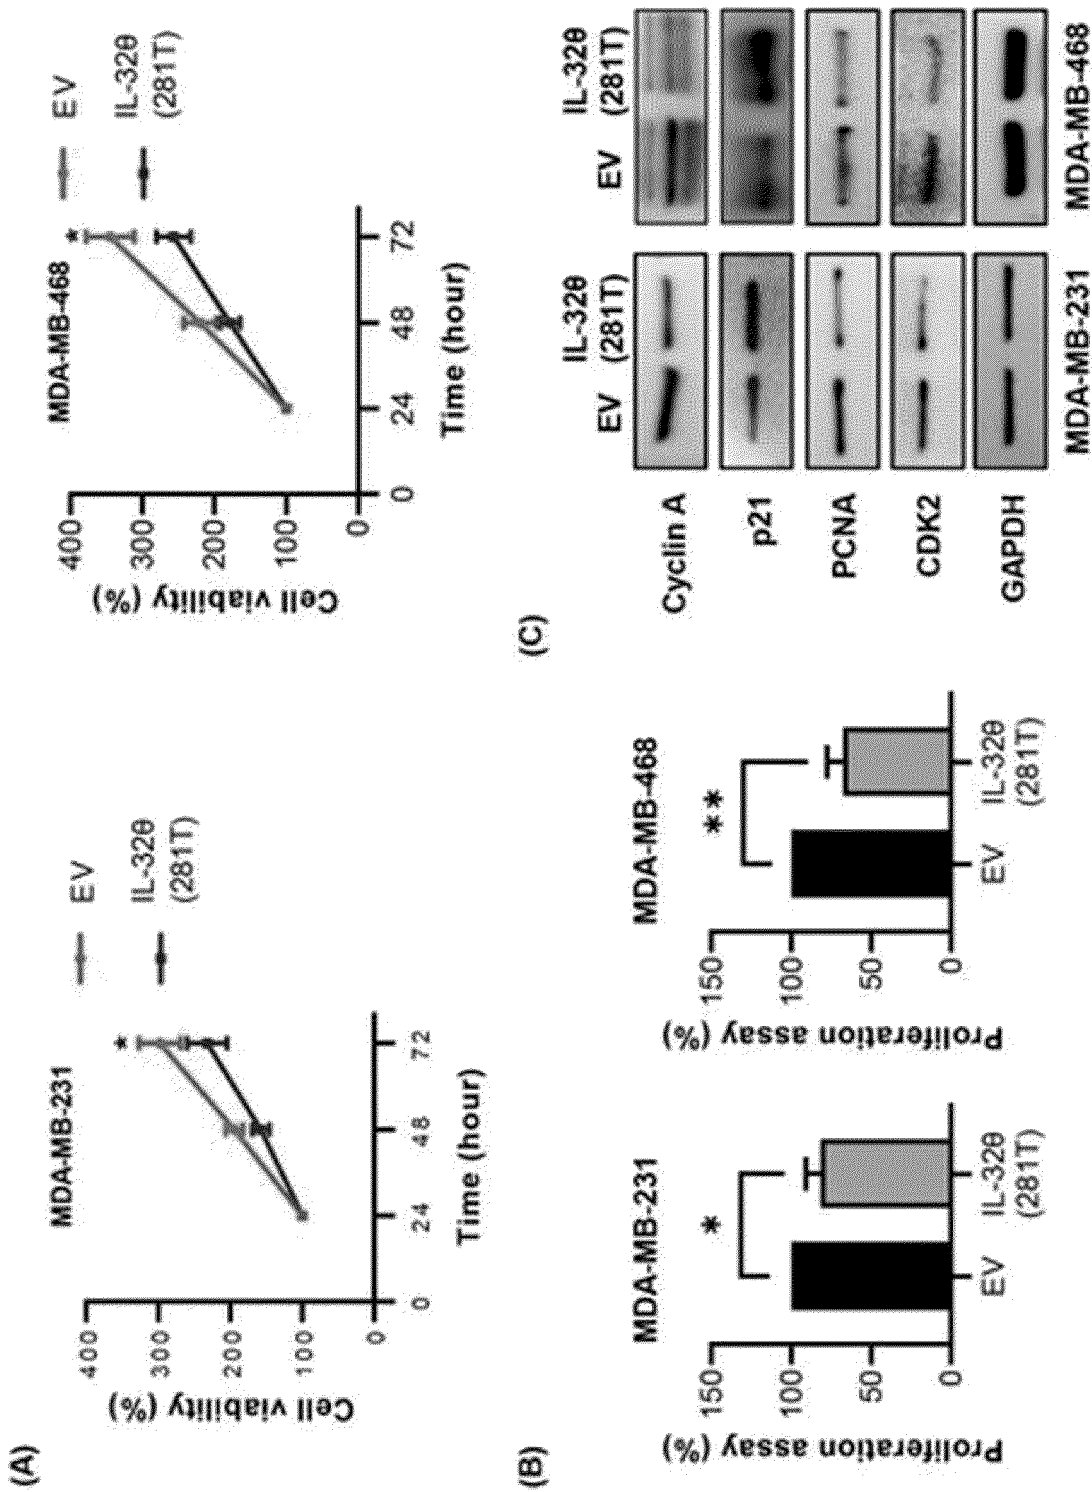 (A)
MDA-MB-231
EV
IL-32θ
(281T)
*
400
300
200
100
0
Cell viability (%)
0 24 48 72
Time (hour)
MDA-MB-468
EV
IL-32θ
(281T)
*
400
300
200
100
0
Cell viability (%)
0 24 48 72
Time (hour)
(B)
MDA-MB-231
*
150
100
50
0
Proliferation assay
(%)
EV IL-32θ
(281T)
MDA-MB-468
**
150
100
50
0
Proliferation assay
(%)
EV IL-32θ
(281T)
(C)
EV IL-32θ
(281T)
EV IL-32θ
(281T)
Cyclin A
p21
PCNA
CDK2
GAPDH
MDA-MB-231 MDA-MB-468